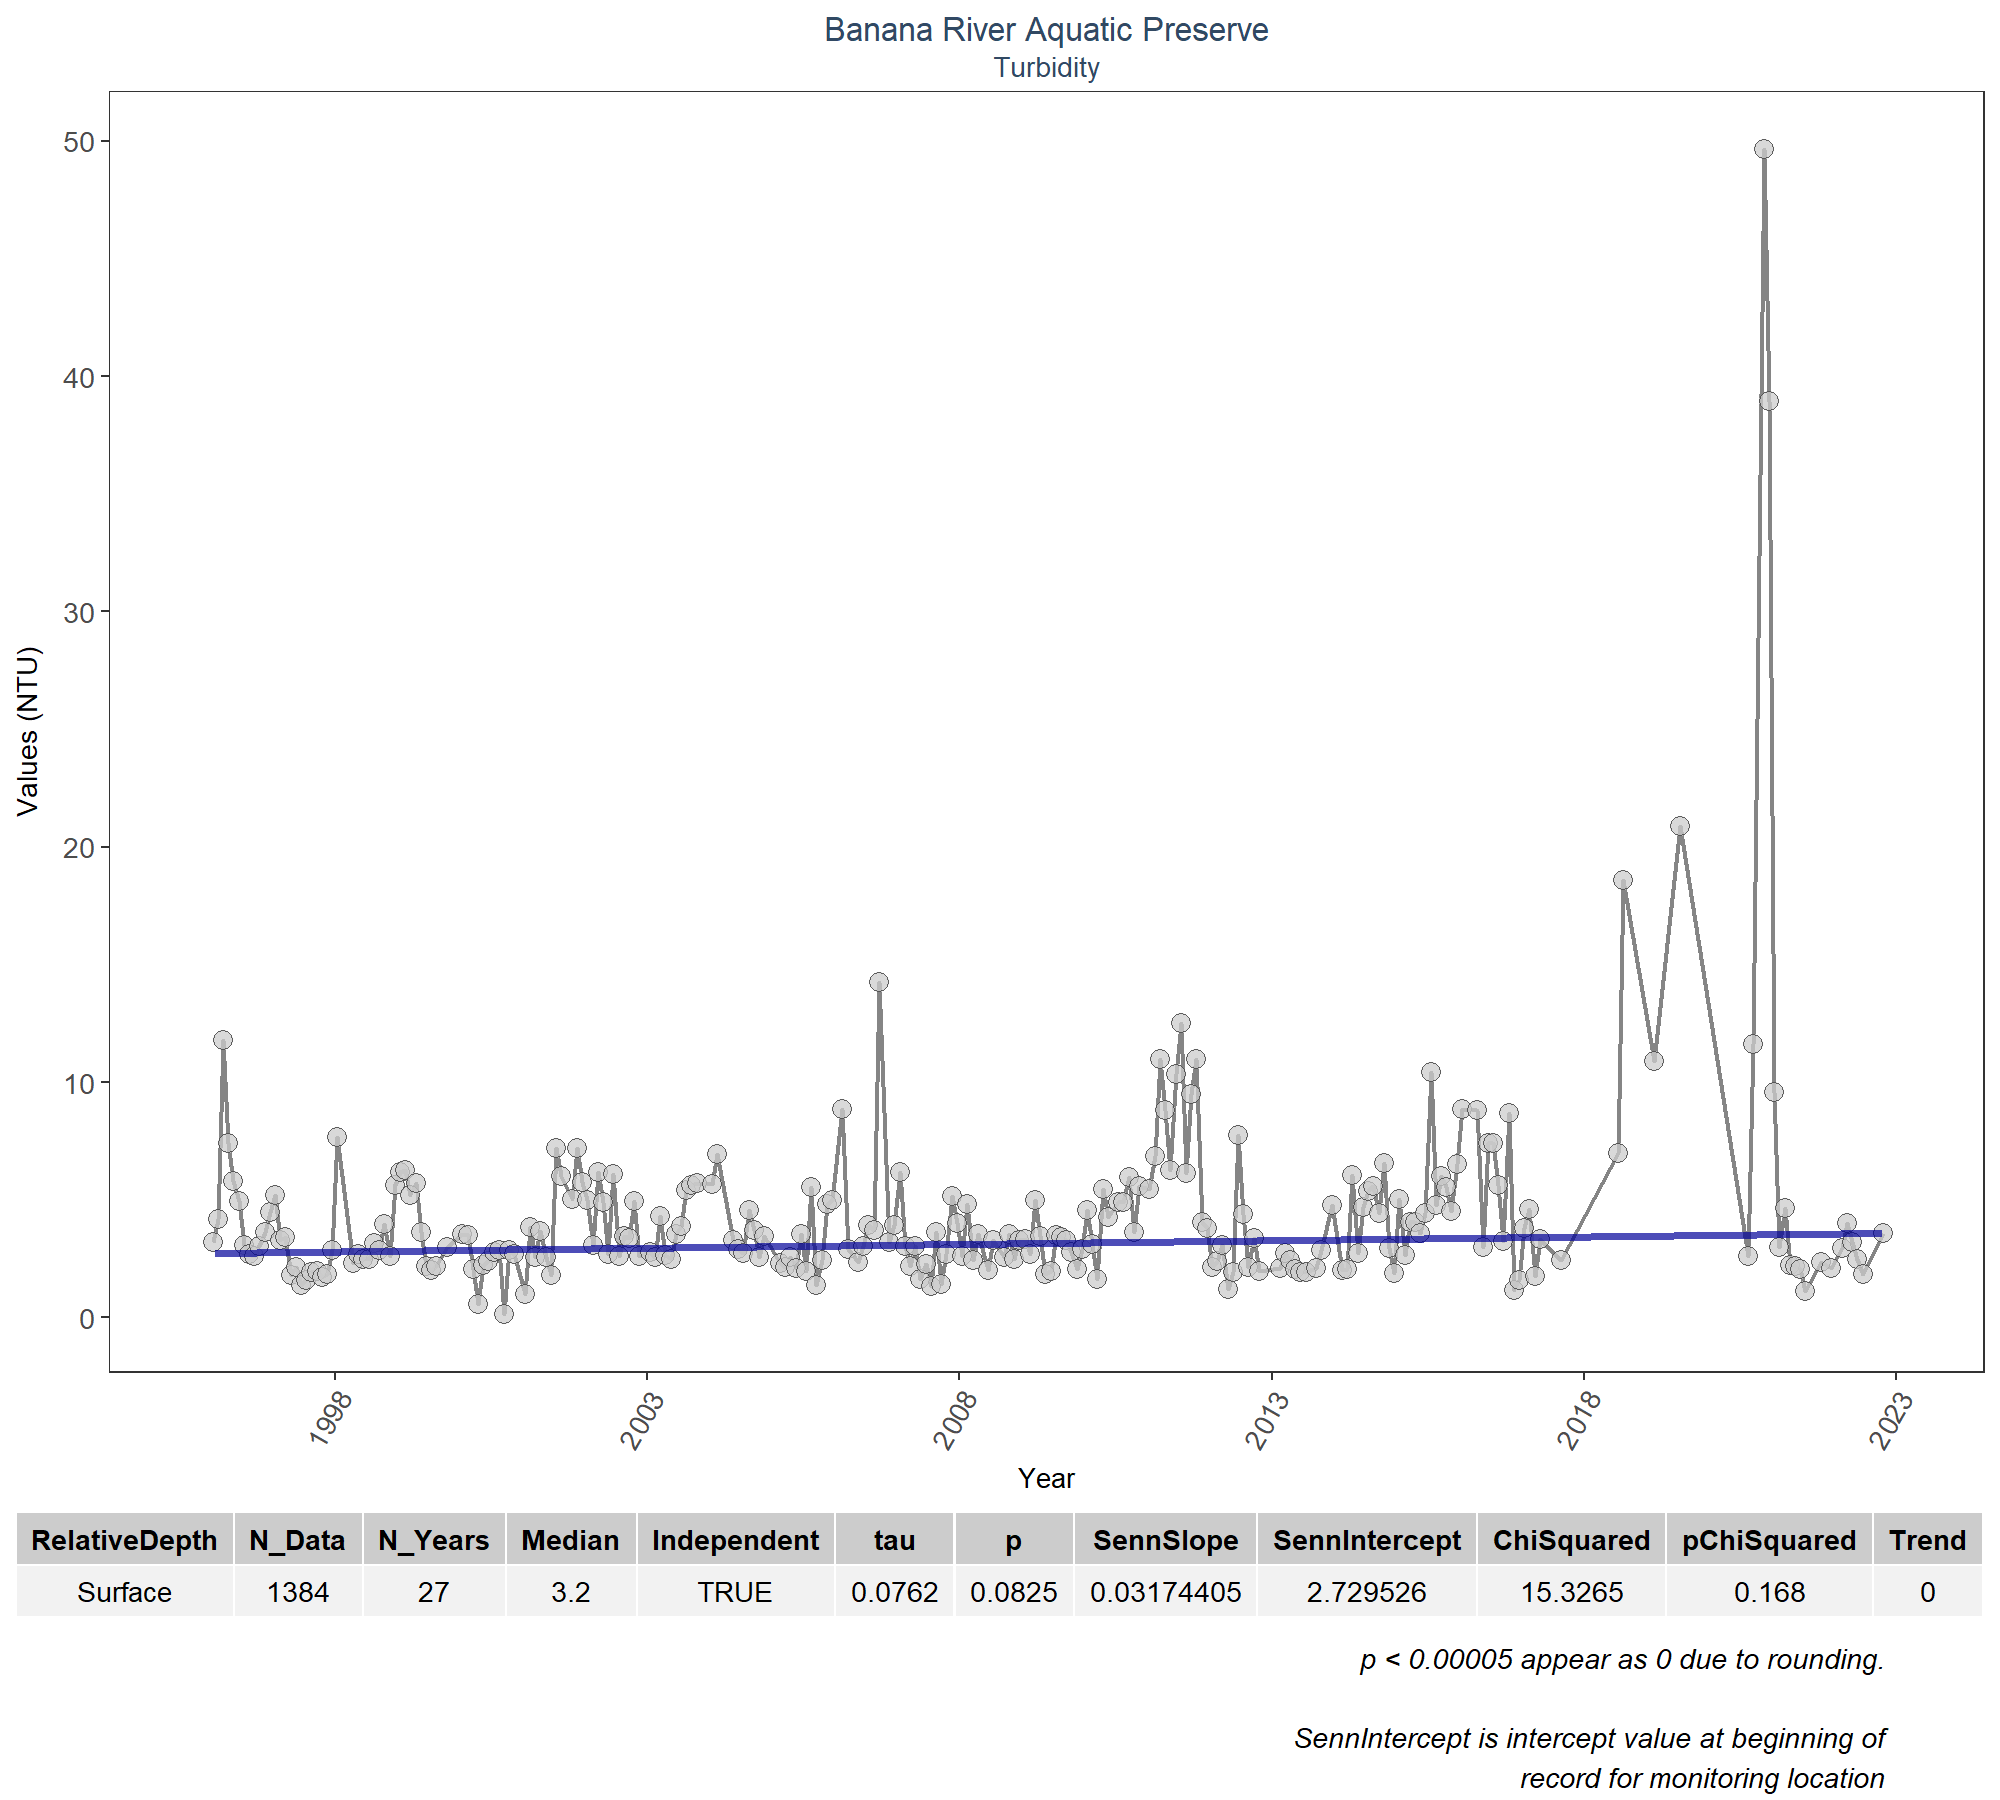 Banana River Aquatic Preserve
Turbidity
50
40
30
20
10
0
Values (NTU)
1998 2003 2008 2013 2018 2023
Year
RelativeDepth N_Data N_Years Median Independent tau p SennSlope SennIntercept ChiSquared pChiSquared Trend
Surface 1384 27 3.2 TRUE 0.0762 0.0825 0.03174405 2.729526 15.3265 0.168 0
p < 0.00005 appear as 0 due to rounding.
SennIntercept is intercept value at beginning of
record for monitoring location